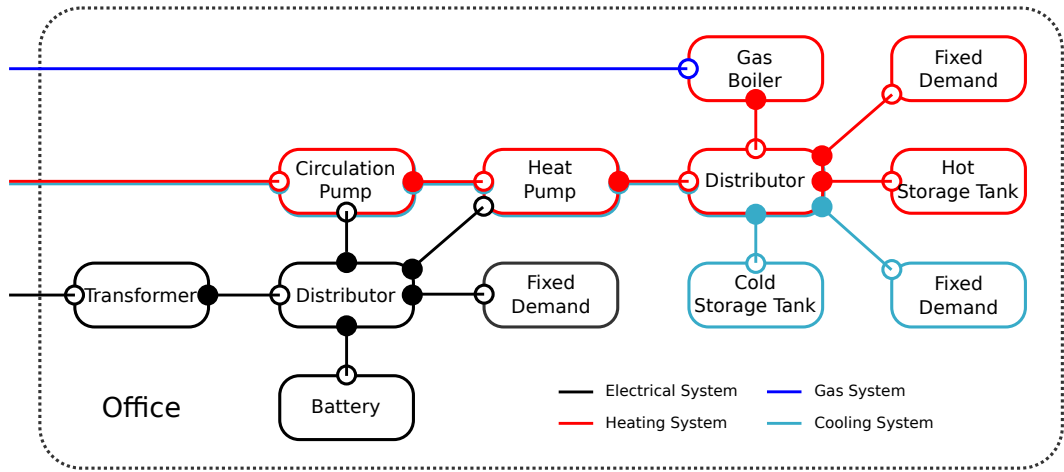 Gas
Boiler
Fixed
Demand
Circulation
Pump
Heat
Pump
Distributor
Hot
Storage Tank
Transformer
Distributor
Fixed
Demand
Cold
Storage Tank
Fixed
Demand
Battery
Office
Electrical System
Gas System
Heating System
Cooling System